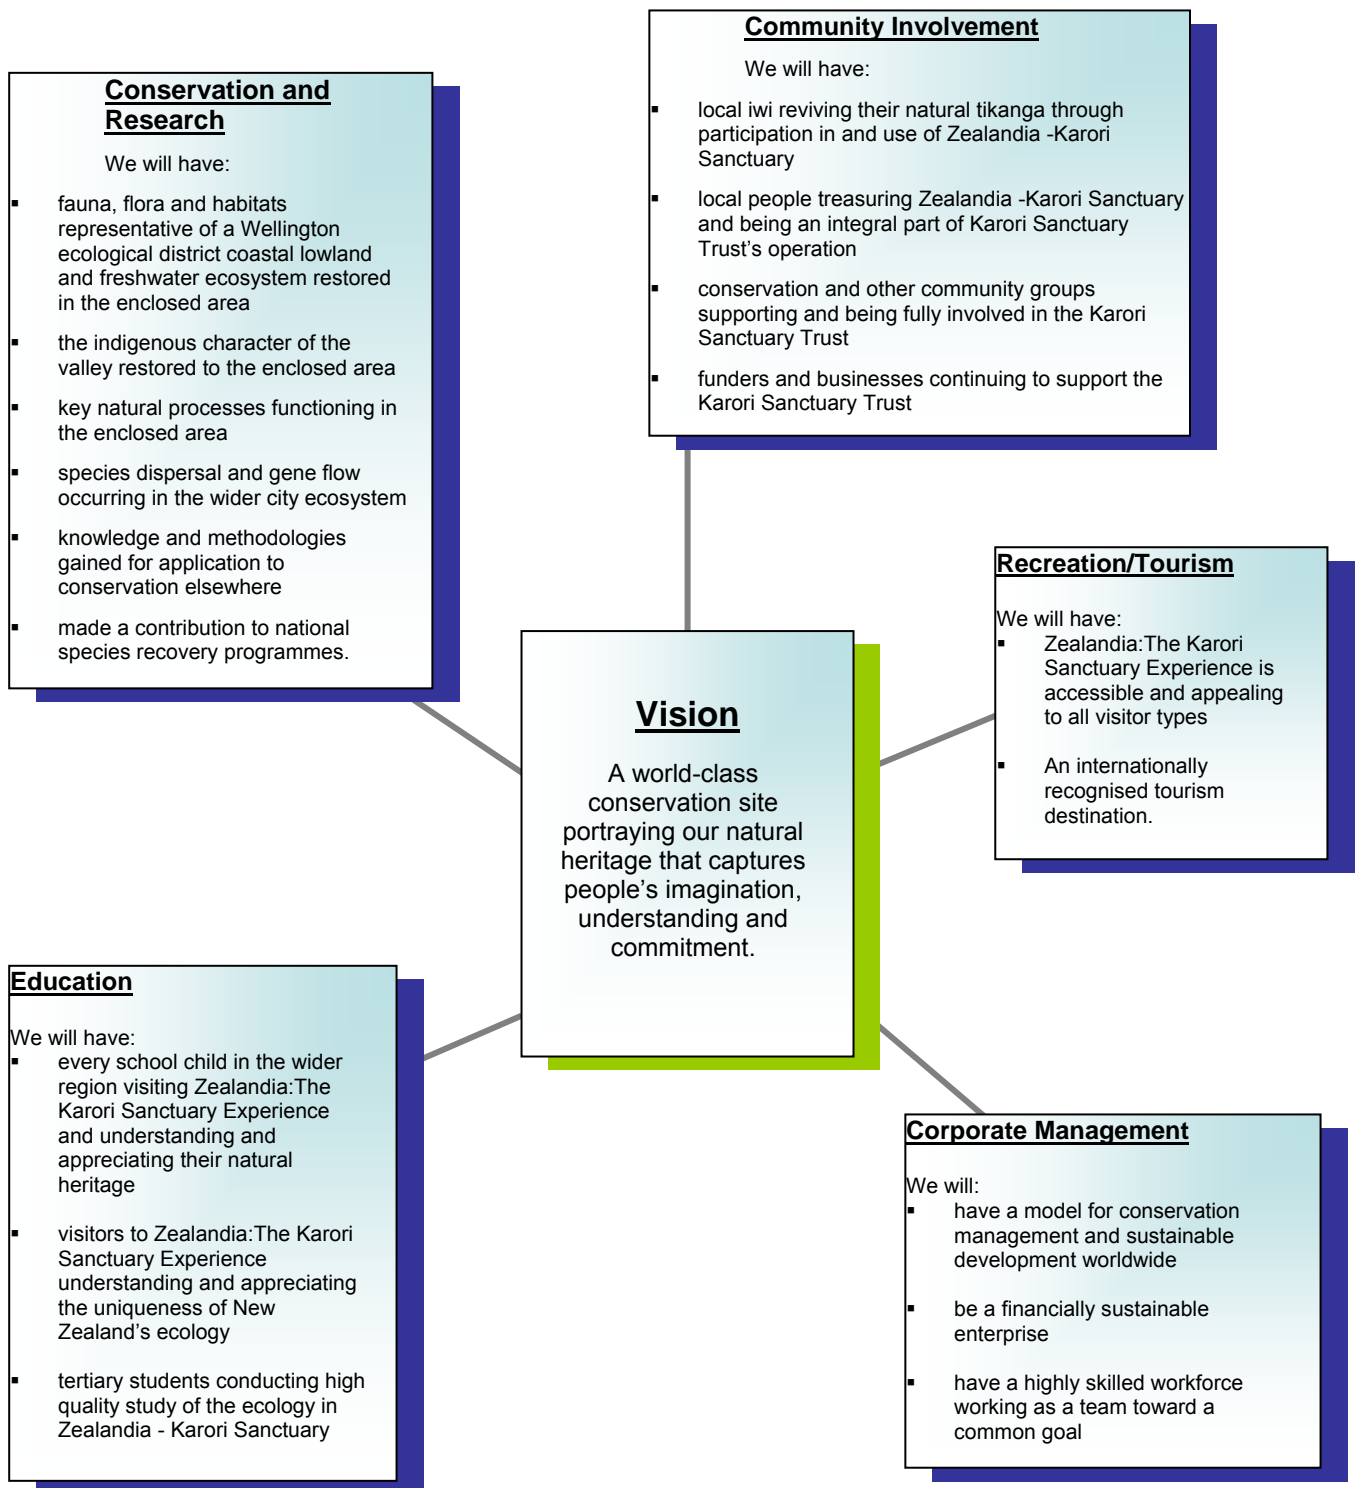 Community Involvement
We will have:
▪ local iwi reviving their natural tikanga through
participation in and use of Zealandia -Karori
Sanctuary
▪ local people treasuring Zealandia -Karori Sanctuary
and being an integral part of Karori Sanctuary
Trust’s operation
▪ conservation and other community groups
supporting and being fully involved in the Karori
Sanctuary Trust
▪ funders and businesses continuing to support the
Karori Sanctuary Trust
Conservation and
Research
We will have:
▪ fauna, flora and habitats
representative of a Wellington
ecological district coastal lowland
and freshwater ecosystem restored
in the enclosed area
▪ the indigenous character of the
valley restored to the enclosed area
▪ key natural processes functioning in
the enclosed area
▪ species dispersal and gene flow
occurring in the wider city ecosystem
▪ knowledge and methodologies
gained for application to
conservation elsewhere
▪ made a contribution to national
species recovery programmes.
Recreation/Tourism
We will have:
▪ Zealandia:The Karori
Sanctuary Experience is
accessible and appealing
to all visitor types
▪ An internationally
recognised tourism
destination.
Vision
A world-class
conservation site
portraying our natural
heritage that captures
people’s imagination,
understanding and
commitment.
Education
We will have:
▪ every school child in the wider
region visiting Zealandia:The
Karori Sanctuary Experience
and understanding and
appreciating their natural
heritage
▪ visitors to Zealandia:The Karori
Sanctuary Experience
understanding and appreciating
the uniqueness of New
Zealand’s ecology
▪ tertiary students conducting high
quality study of the ecology in
Zealandia - Karori Sanctuary
Corporate Management
We will:
▪ have a model for conservation
management and sustainable
development worldwide
▪ be a financially sustainable
enterprise
▪ have a highly skilled workforce
working as a team toward a
common goal